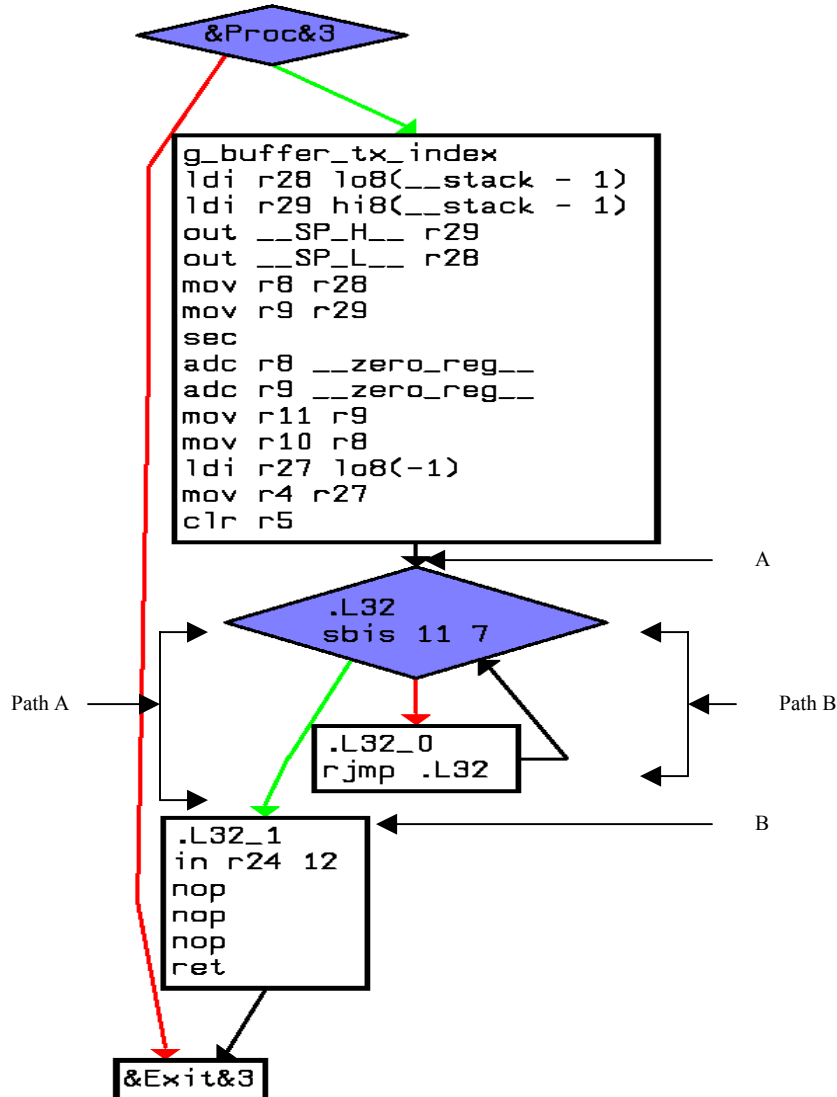 &Proc&3
g_buffer_tx_index
ldi r28 lo8(__stack - 1)
ldi r29 hi8(__stack - 1)
out __SP_H__ r29
out __SP_L__ r28
mov r8 r28
mov r9 r29
sec
adc r8 __zero_reg__
adc r9 __zero_reg__
mov r11 r9
mov r10 r8
ldi r27 lo8(-1)
mov r4 r27
clr r5
A
.L32
sbis 11 7
Path A
Path B
.L32_0
rjmp .L32
B
.L32_1
in r24 12
nop
nop
nop
ret
&Exit&3